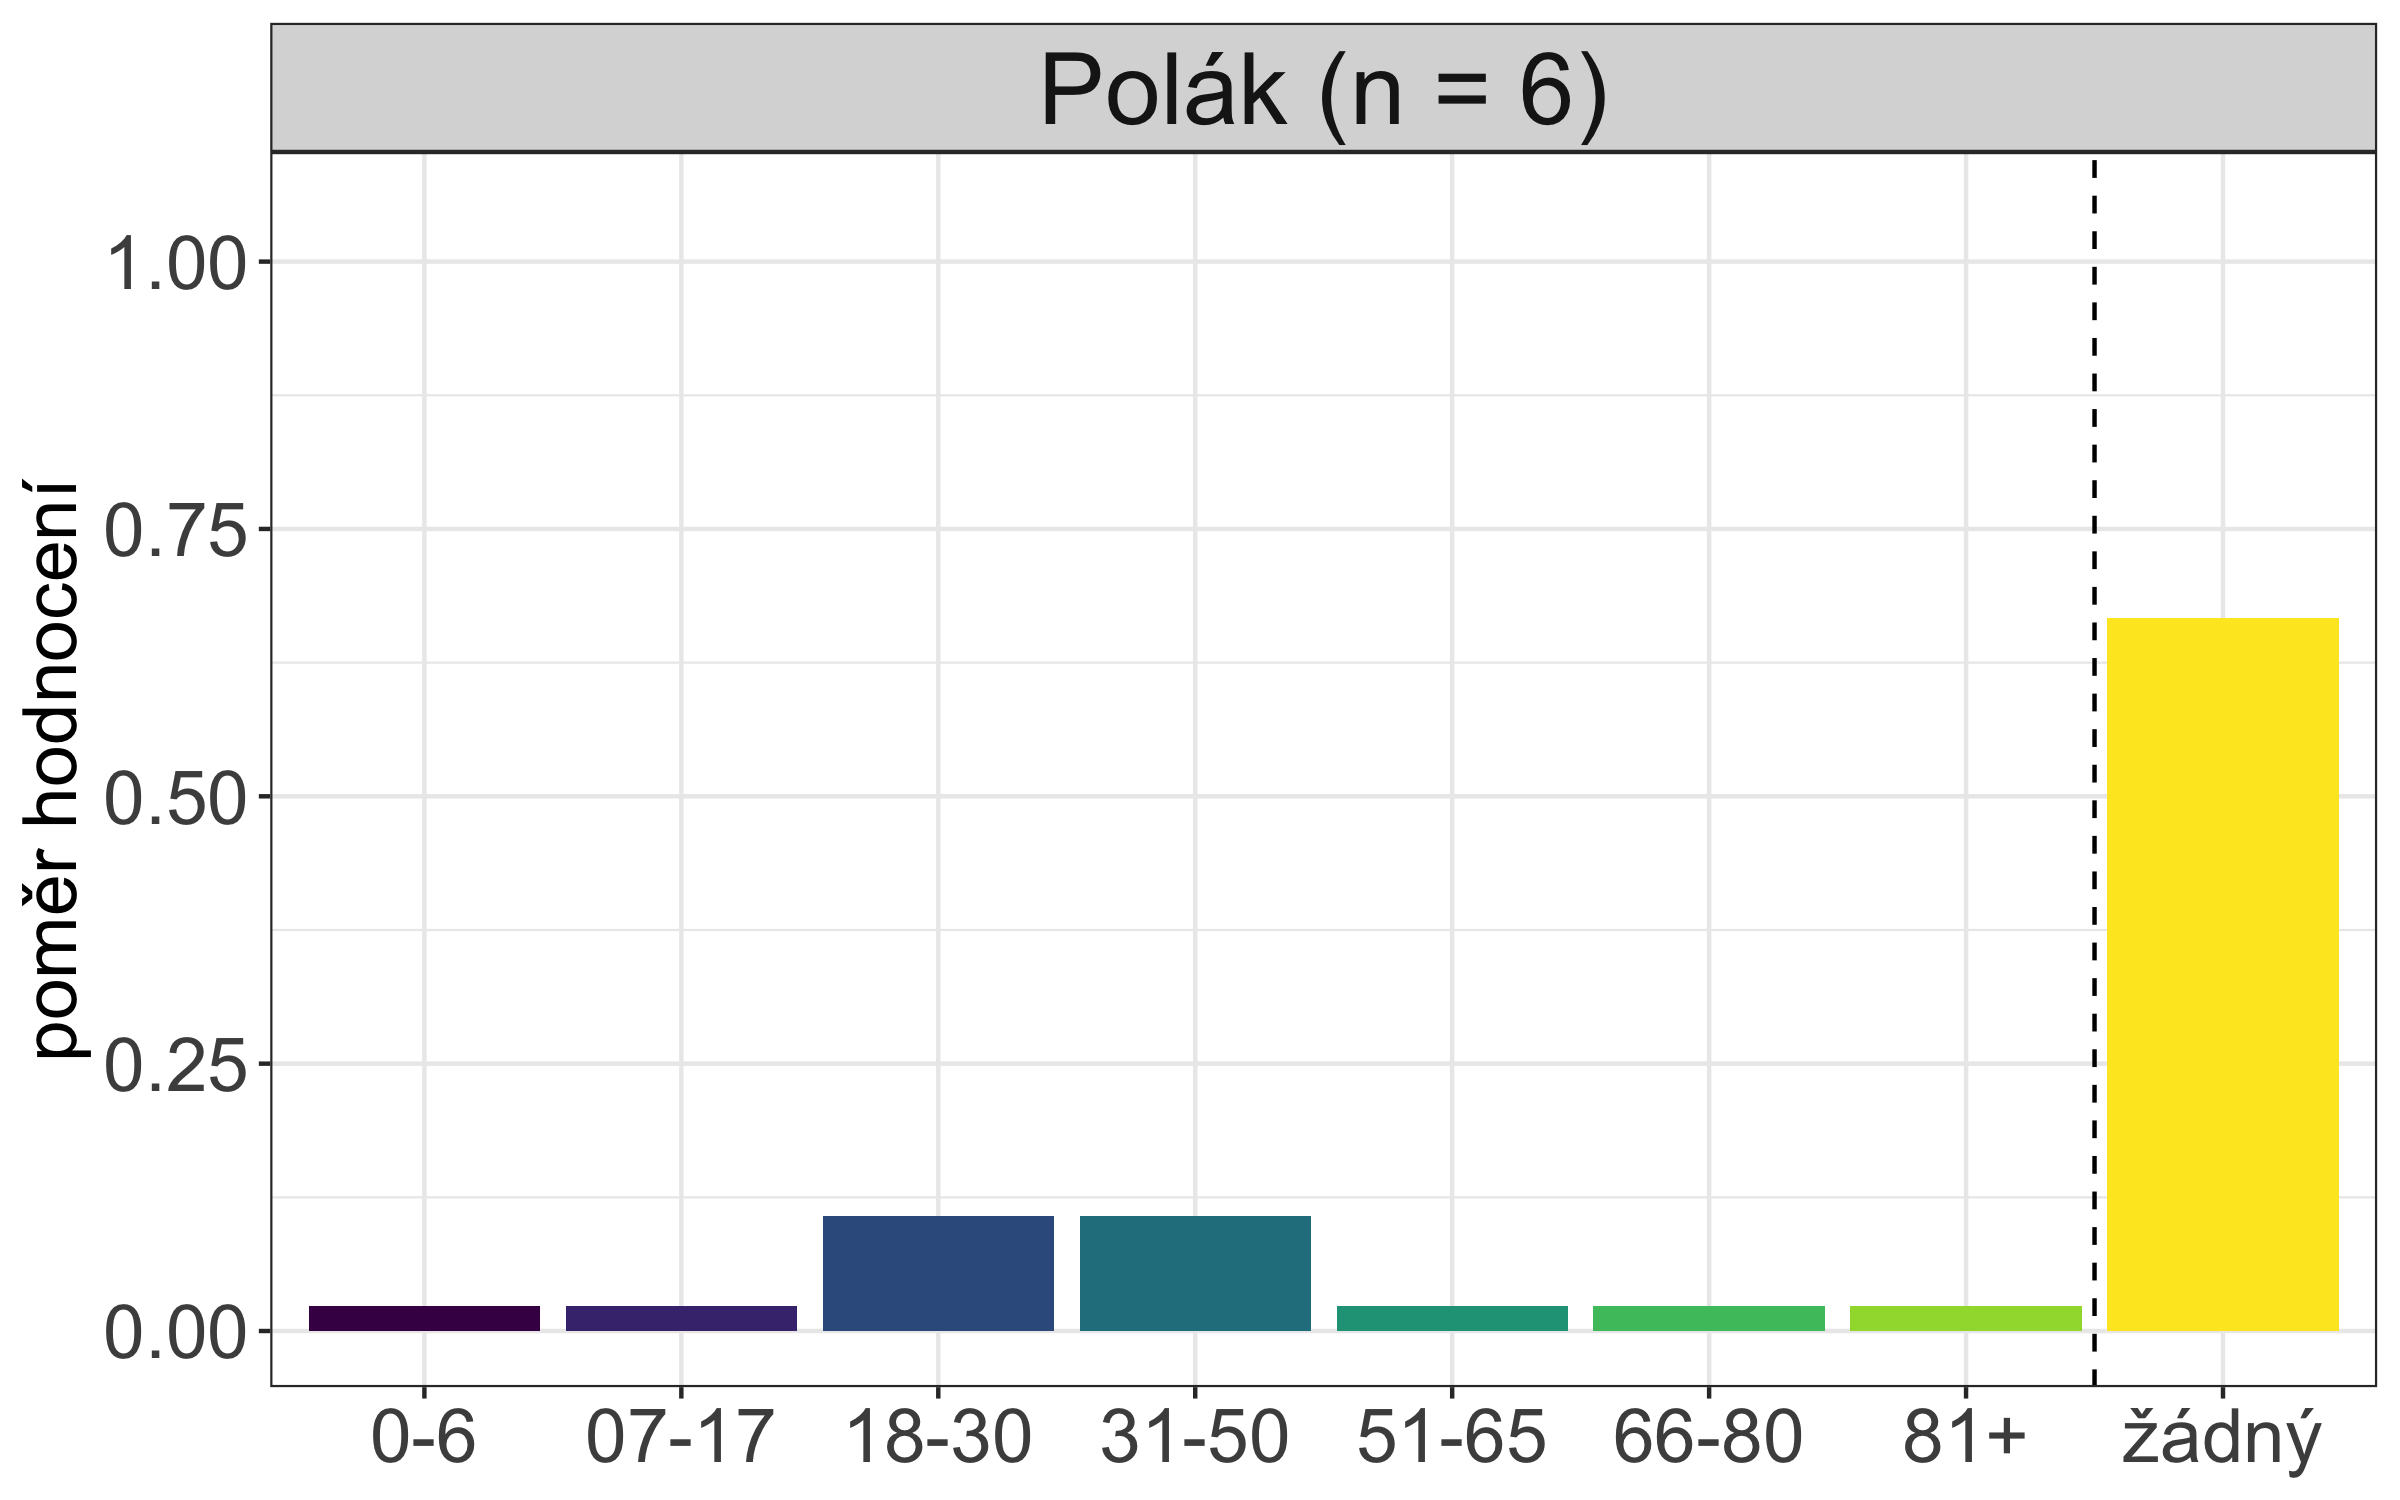 Polák (n = 6)
poměr hodnocení
1.00
0.75
0.50
0.25
0.00
0-6 07-17 18-30 31-50 51-65 66-80 81+ žádný